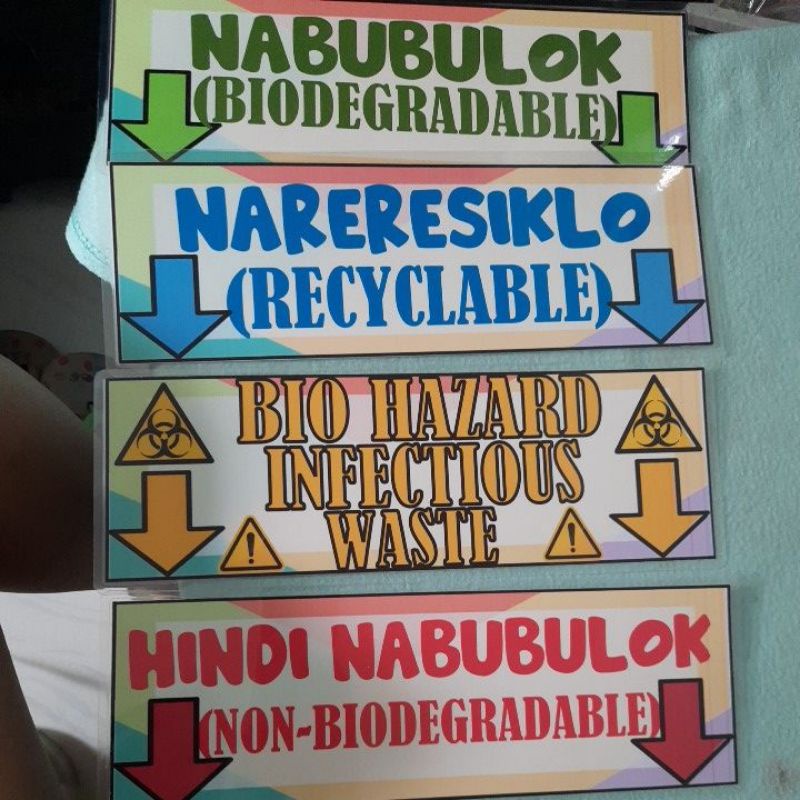 NABUBULOK
(BIODEGRADABLE)
NARERESIKLO
(RECYCLABLE)
BIO HAZARD
INFECTIOUS
WASTE
HINDI NABUBULOK
(NON-BIODEGRADABLE)